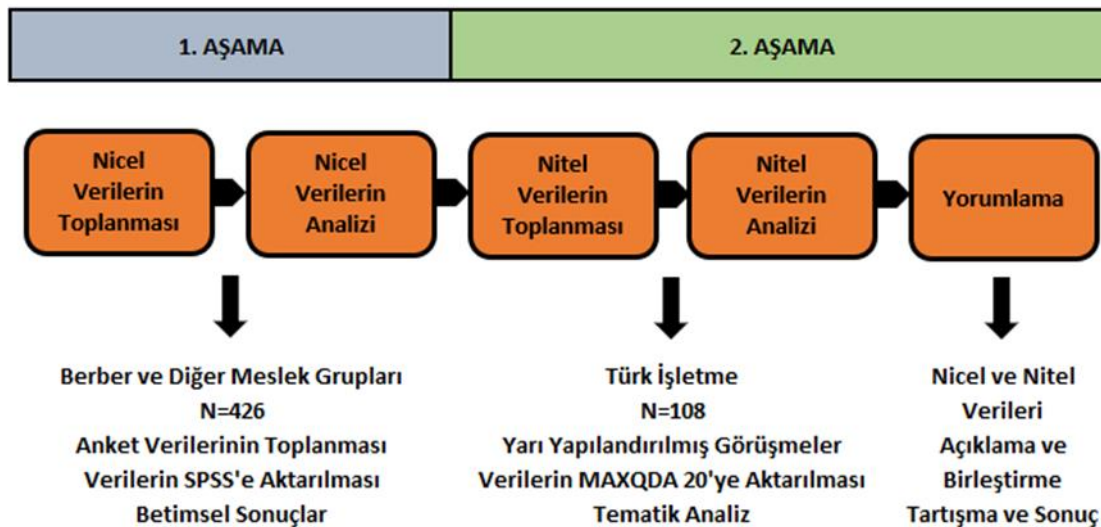 1. AŞAMA
2. AŞAMA
Nicel
Verilerin
Toplanması
Nicel
Verilerin
Analizi
Nitel
Verilerin
Toplanması
Nitel
Verilerin
Analizi
Yorumlama
Berber ve Diğer Meslek Grupları
N=426
Anket Verilerinin Toplanması
Verilerin SPSS'e Aktarılması
Betimsel Sonuçlar
Türk İşletme
N=108
Yarı Yapılandırılmış Görüşmeler
Verilerin MAXQDA 20'ye Aktarılması
Tematik Analiz
Nicel ve Nitel
Verileri
Açıklama ve
Birleştirme
Tartışma ve Sonuç